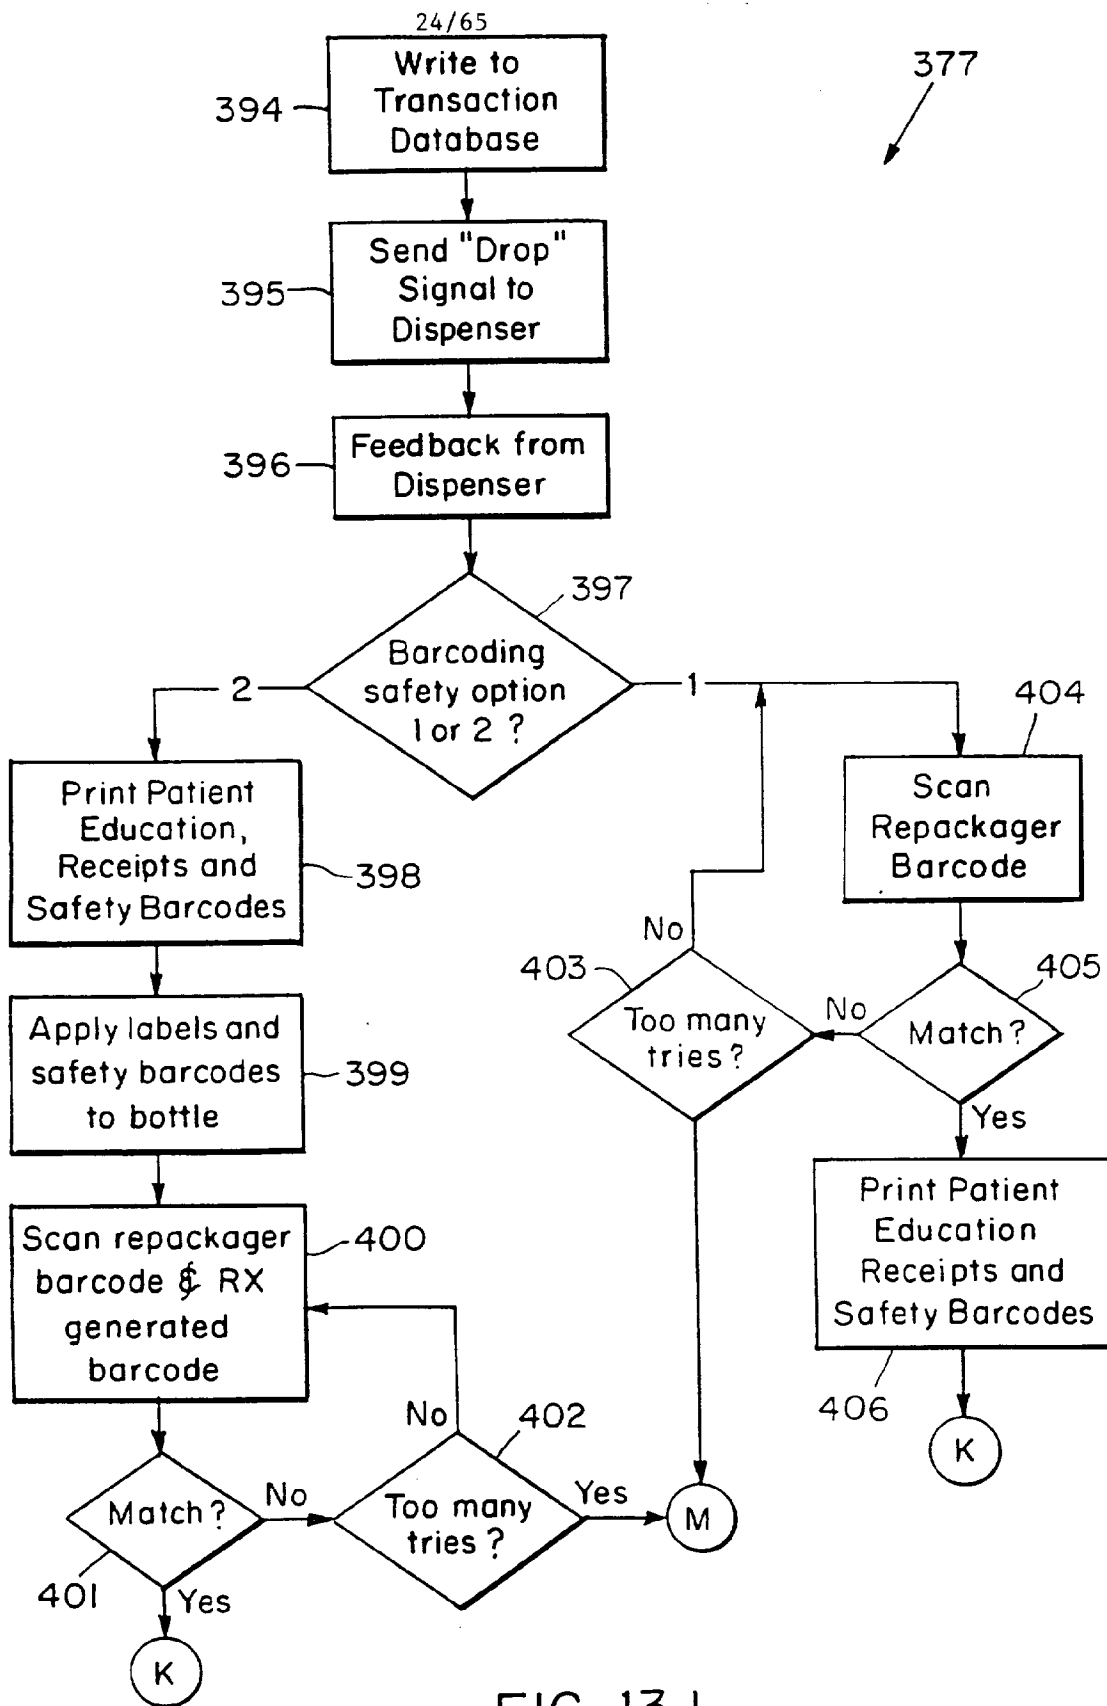 24/65
377
394
Write to
Transaction
Database
395
Send "Drop"
Signal to
Dispenser
396
Feedback from
Dispenser
397
Barcoding
safety option
1 or 2 ?
2
1
Print Patient
Education,
Receipts and
Safety Barcodes
398
Apply labels and
safety barcodes
to bottle
399
Scan repackager
barcode & RX
generated
barcode
400
Match?
401
No
Yes
K
Too many
tries?
402
No
Yes
M
404
Scan
Repackager
Barcode
405
Match?
No
Yes
403
Too many
tries?
No
Print Patient
Education
Receipts and
Safety Barcodes
406
K